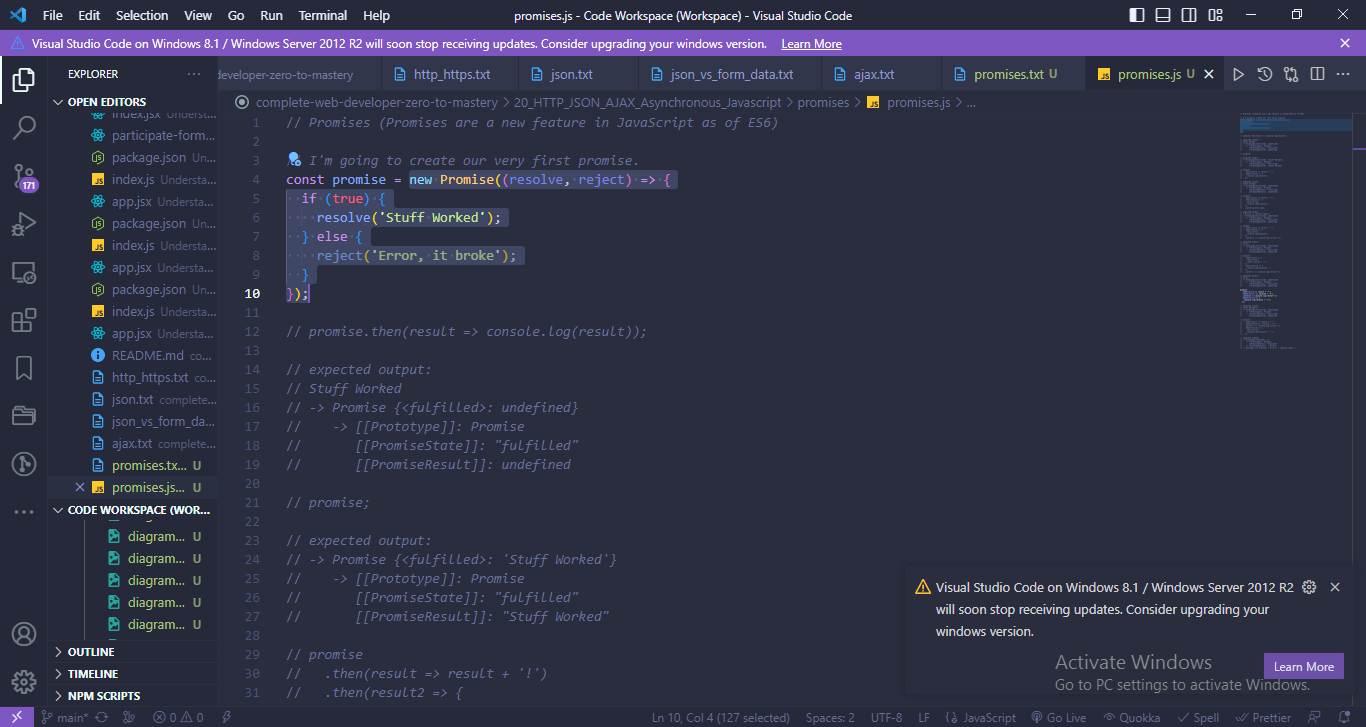 File Edit Selection View Go Run Terminal Help promises.js - Code Workspace (Workspace) - Visual Studio Code
Visual Studio Code on Windows 8.1 / Windows Server 2012 R2 will soon stop receiving updates. Consider upgrading your windows version. Learn More
EXPLORER
developer-zero-to-mastery http_https.txt json.txt json_vs_form_data.txt ajax.txt promises.txt U promises.js U
complete-web-developer-zero-to-mastery > 20_HTTP_JSON_AJAX_Asynchronous_Javascript > promises > JS promises.js > ...
OPEN EDITORS
index.jsx Underst...
participate-form...
package.json Un...
JS index.js Understa...
app.jsx Understa...
package.json Un...
JS index.js Understa...
app.jsx Understa...
package.json Un...
JS index.js Understa...
app.jsx Understa...
README.md co...
http_https.txt co...
json.txt complete...
json_vs_form_da...
ajax.txt complete...
promises.tx... U
JS promises.js... U
CODE WORKSPACE (WOR...
diagram... U
diagram... U
diagram... U
diagram... U
diagram... U
OUTLINE
TIMELINE
NPM SCRIPTS
171
1 // Promises (Promises are a new feature in JavaScript as of ES6)
2
3 I'm going to create our very first promise.
4 const promise = new Promise((resolve, reject) => {
5 if (true) {
6 resolve('Stuff Worked');
7 } else {
8 reject('Error, it broke');
9 }
10 });
11
12 // promise.then(result => console.log(result));
13
14 // expected output:
15 // Stuff Worked
16 // -> Promise {<fulfilled>: undefined}
17 // -> [[Prototype]]: Promise
18 // [[PromiseState]]: "fulfilled"
19 // [[PromiseResult]]: undefined
20
21 // promise;
22
23 // expected output:
24 // -> Promise {<fulfilled>: 'Stuff Worked'}
25 // -> [[Prototype]]: Promise
26 // [[PromiseState]]: "fulfilled"
27 // [[PromiseResult]]: "Stuff Worked"
28
29 // promise
30 // .then(result => result + '!')
31 // .then(result2 => {
Visual Studio Code on Windows 8.1 / Windows Server 2012 R2
will soon stop receiving updates. Consider upgrading your
windows version.
Learn More
Activate Windows
Go to PC settings to activate Windows.
main* 0 0 Ln 10, Col 4 (127 selected) Spaces: 2 UTF-8 LF {} JavaScript Go Live Quokka Spell Prettier